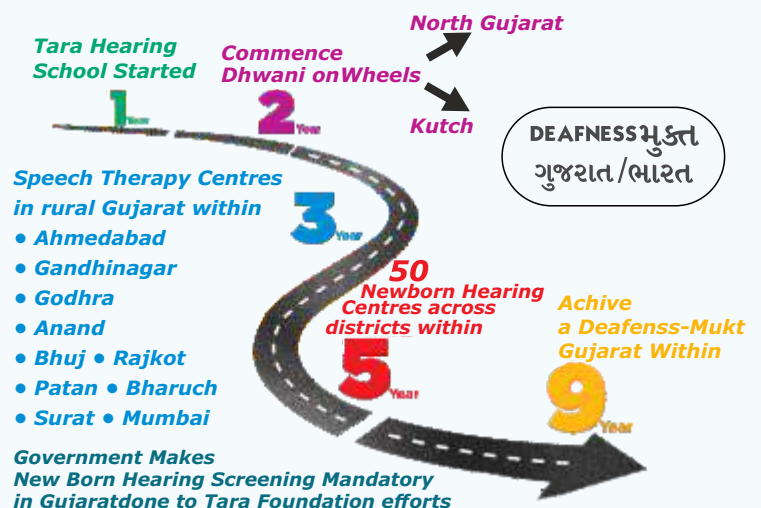 Tara Hearing
School Started
1 Year
Commence
Dhwani onWheels
2 Year
North Gujarat
Kutch
DEAFNESSમુક્ત
ગુજરાત/ભારત
Speech Therapy Centres
in rural Gujarat within
• Ahmedabad
• Gandhinagar
• Godhra
• Anand
• Bhuj • Rajkot
• Patan • Bharuch
• Surat • Mumbai
3 Year
50
Newborn Hearing
Centres across
districts within
5 Year
Achive
a Deafenss-Mukt
Gujarat Within
9 Year
Government Makes
New Born Hearing Screening Mandatory
in Gujaratdone to Tara Foundation efforts